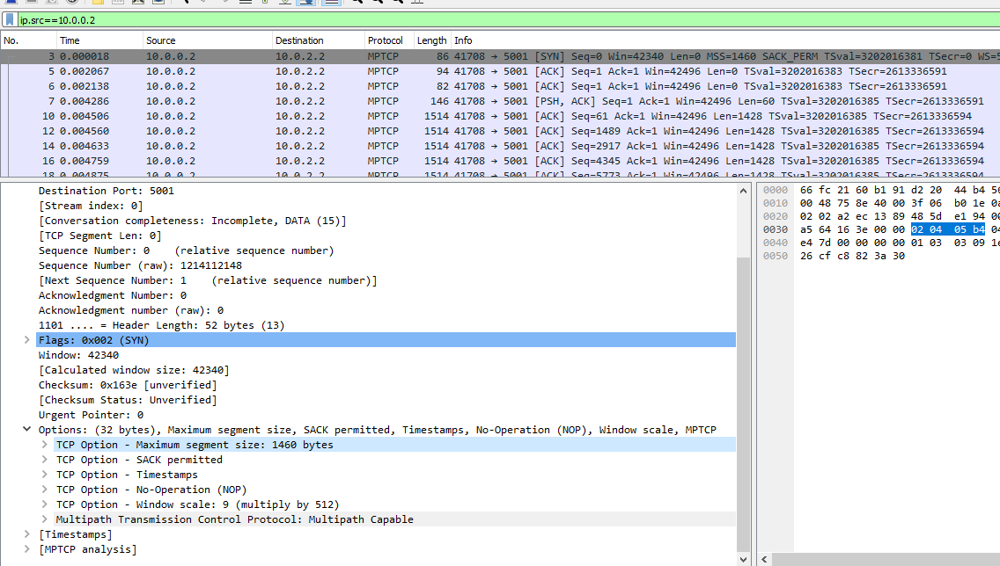 ip.src==10.0.0.2
No. Time Source Destination Protocol Length Info
3 0.000018 10.0.0.2 10.0.2.2 MPTCP 86 41708 → 5001 [SYN] Seq=0 Win=42340 Len=0 MSS=1460 SACK_PERM TSval=3202016381 TSecr=0 WS=5
5 0.002067 10.0.0.2 10.0.2.2 MPTCP 94 41708 → 5001 [ACK] Seq=1 Ack=1 Win=42496 Len=0 TSval=3202016383 TSecr=2613336591
6 0.002138 10.0.0.2 10.0.2.2 MPTCP 82 41708 → 5001 [ACK] Seq=1 Ack=1 Win=42496 Len=0 TSval=3202016383 TSecr=2613336591
7 0.004286 10.0.0.2 10.0.2.2 MPTCP 146 41708 → 5001 [PSH, ACK] Seq=1 Ack=1 Win=42496 Len=60 TSval=3202016385 TSecr=2613336591
10 0.004506 10.0.0.2 10.0.2.2 MPTCP 1514 41708 → 5001 [ACK] Seq=61 Ack=1 Win=42496 Len=1428 TSval=3202016385 TSecr=2613336594
12 0.004560 10.0.0.2 10.0.2.2 MPTCP 1514 41708 → 5001 [ACK] Seq=1489 Ack=1 Win=42496 Len=1428 TSval=3202016385 TSecr=2613336594
14 0.004633 10.0.0.2 10.0.2.2 MPTCP 1514 41708 → 5001 [ACK] Seq=2917 Ack=1 Win=42496 Len=1428 TSval=3202016385 TSecr=2613336594
16 0.004759 10.0.0.2 10.0.2.2 MPTCP 1514 41708 → 5001 [ACK] Seq=4345 Ack=1 Win=42496 Len=1428 TSval=3202016385 TSecr=2613336594
18 0.004875 10.0.0.2 10.0.2.2 MPTCP 1514 41708 → 5001 [ACK] Seq=5773 Ack=1 Win=42496 Len=1428 TSval=3202016385 TSecr=2613336594
Destination Port: 5001
[Stream index: 0]
[Conversation completeness: Incomplete, DATA (15)]
[TCP Segment Len: 0]
Sequence Number: 0 (relative sequence number)
Sequence Number (raw): 1214112148
[Next Sequence Number: 1 (relative sequence number)]
Acknowledgment Number: 0
Acknowledgment number (raw): 0
1101 .... = Header Length: 52 bytes (13)
Flags: 0x002 (SYN)
Window: 42340
[Calculated window size: 42340]
Checksum: 0x163e [unverified]
[Checksum Status: Unverified]
Urgent Pointer: 0
Options: (32 bytes), Maximum segment size, SACK permitted, Timestamps, No-Operation (NOP), Window scale, MPTCP
TCP Option - Maximum segment size: 1460 bytes
TCP Option - SACK permitted
TCP Option - Timestamps
TCP Option - No-Operation (NOP)
TCP Option - Window scale: 9 (multiply by 512)
Multipath Transmission Control Protocol: Multipath Capable
[Timestamps]
[MPTCP analysis]
0000 66 fc 21 60 b1 91 d2 20 44 b4 56
0010 00 48 75 8e 40 00 3f 06 b0 1e 0a
0020 02 02 a2 ec 13 89 48 5d e1 94 00
0030 a5 64 16 3e 00 00 02 04 05 b4 04
0040 e4 7d 00 00 00 00 01 03 03 09 1e
0050 26 cf c8 82 3a 30